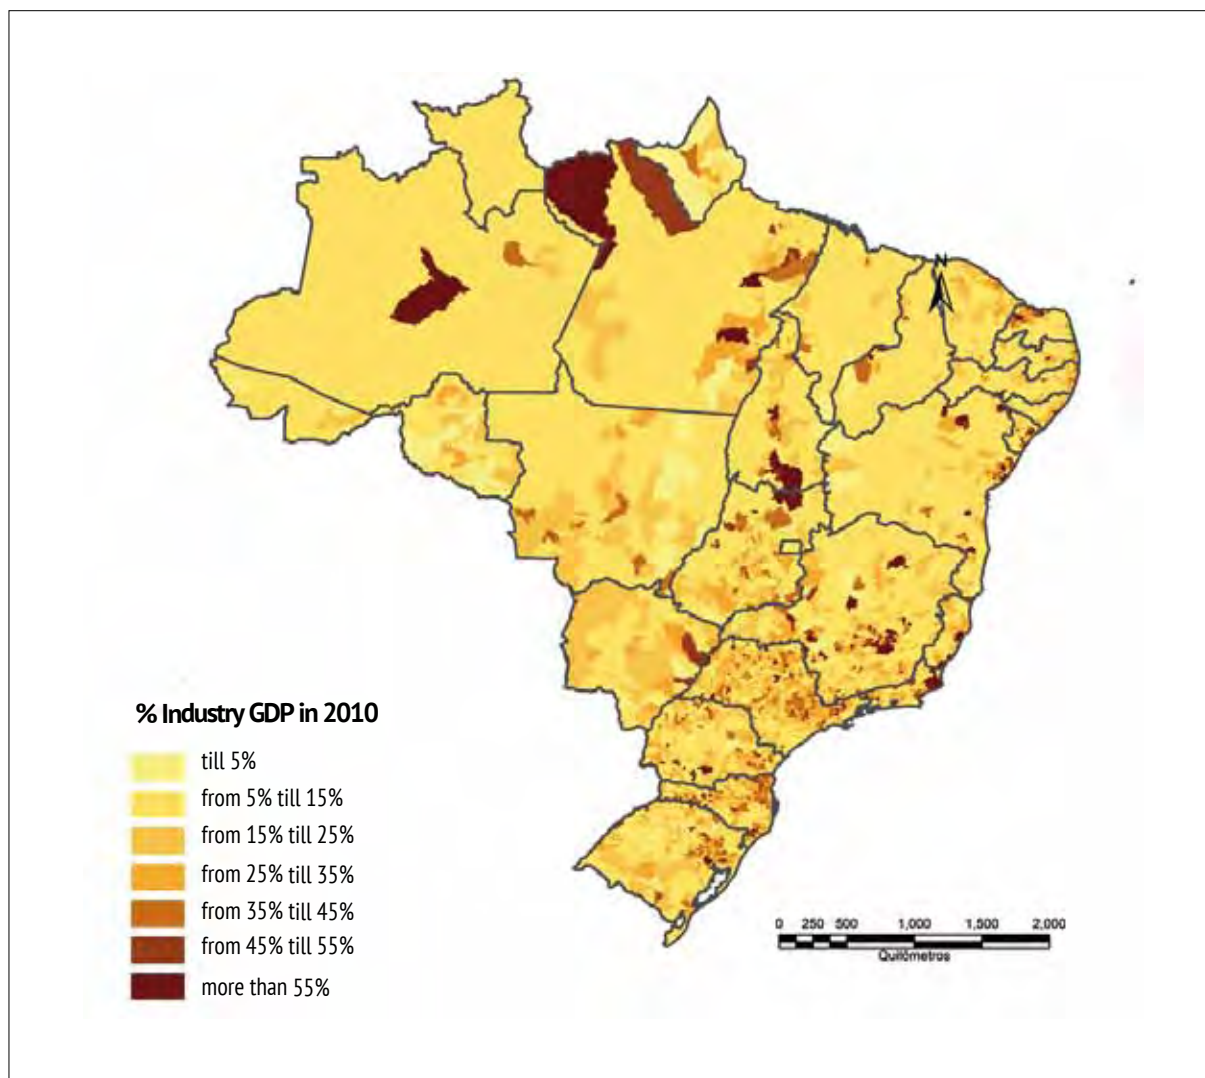 N
% Industry GDP in 2010
till 5%
from 5% till 15%
from 15% till 25%
from 25% till 35%
from 35% till 45%
from 45% till 55%
more than 55%
0 250 500 1,000 1,500 2,000
Quilômetros